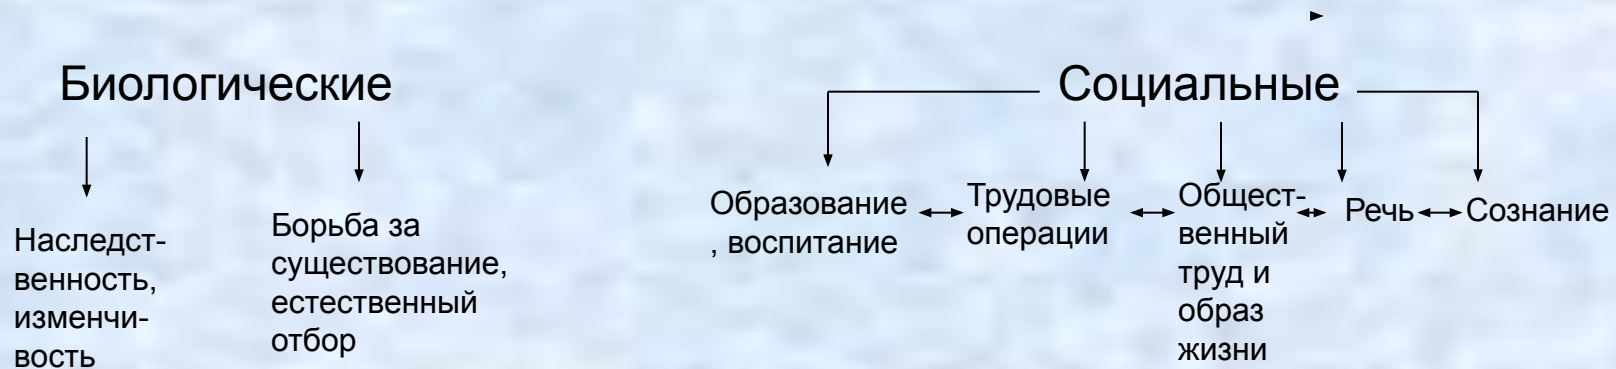 Биологические
Социальные
Наследст-
венность,
изменчи-
вость
Борьба за
существование,
естественный
отбор
Образование
, воспитание
Трудовые
операции
Общест-
венный
труд и
образ
жизни
Речь
Сознание